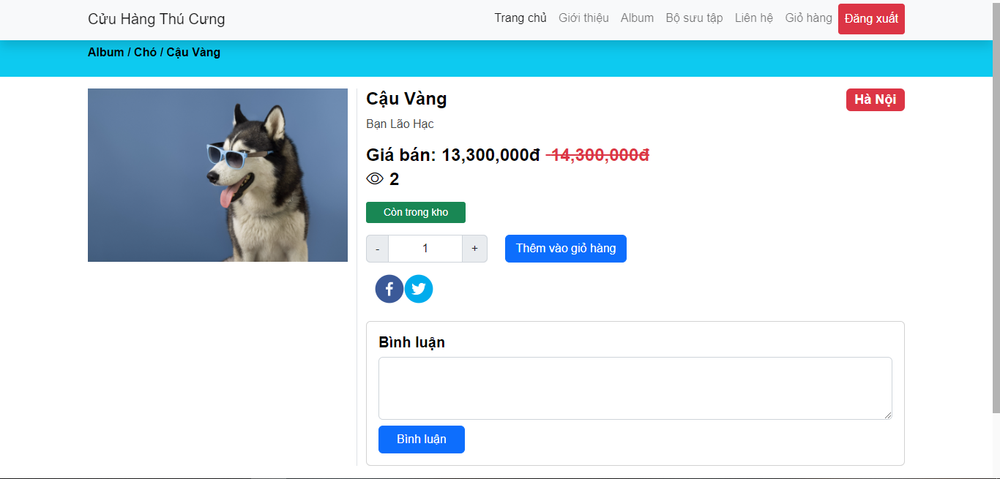 Cửu Hàng Thú Cưng
Trang chủ Giới thiệu Album Bộ sưu tập Liên hệ Giỏ hàng Đăng xuất
Album / Chó / Cậu Vàng
Cậu Vàng
Hà Nội
Bạn Lão Hạc
Giá bán: 13,300,000đ 14,300,000đ
2
Còn trong kho
- 1 +
Thêm vào giỏ hàng
Bình luận
Bình luận